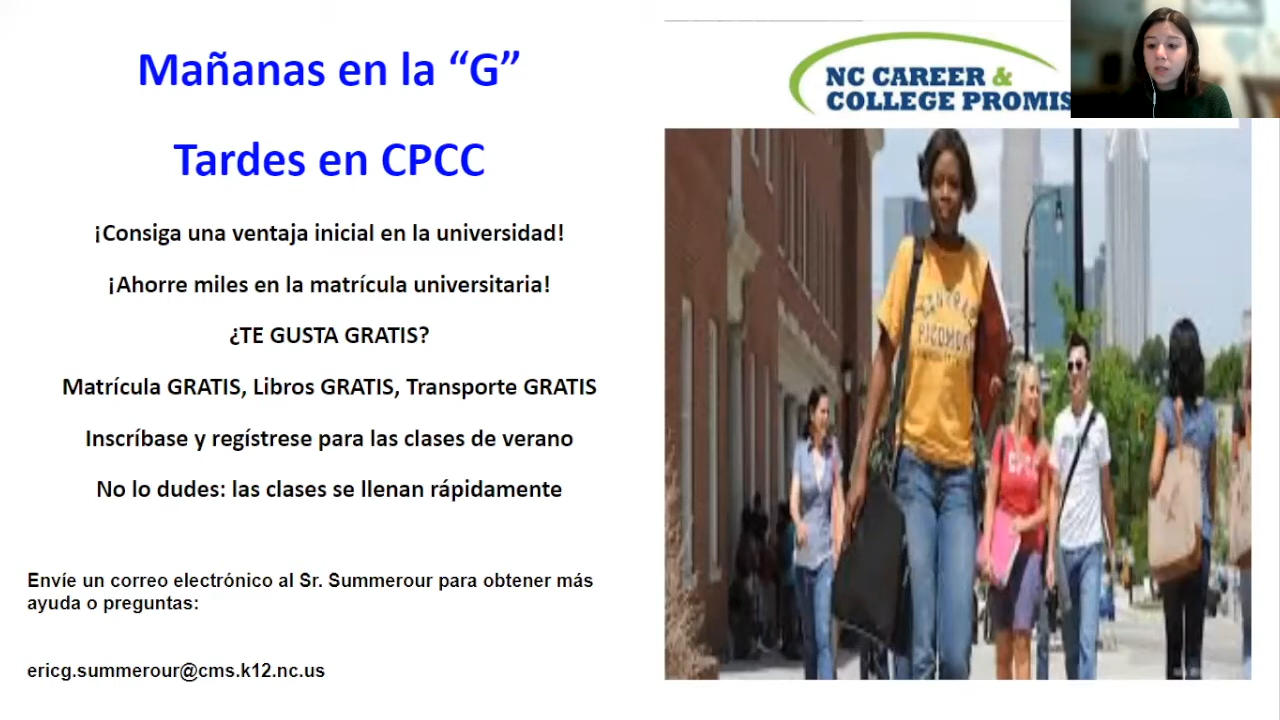 Mañanas en la “G”
Tardes en CPCC
¡Consiga una ventaja inicial en la universidad!
¡Ahorre miles en la matrícula universitaria!
¿TE GUSTA GRATIS?
Matrícula GRATIS, Libros GRATIS, Transporte GRATIS
Inscríbase y regístrese para las clases de verano
No lo dudes: las clases se llenan rápidamente
Envíe un correo electrónico al Sr. Summerour para obtener más
ayuda o preguntas:
ericg.summerour@cms.k12.nc.us
NC CAREER &
COLLEGE PROMIS
CENTRAL